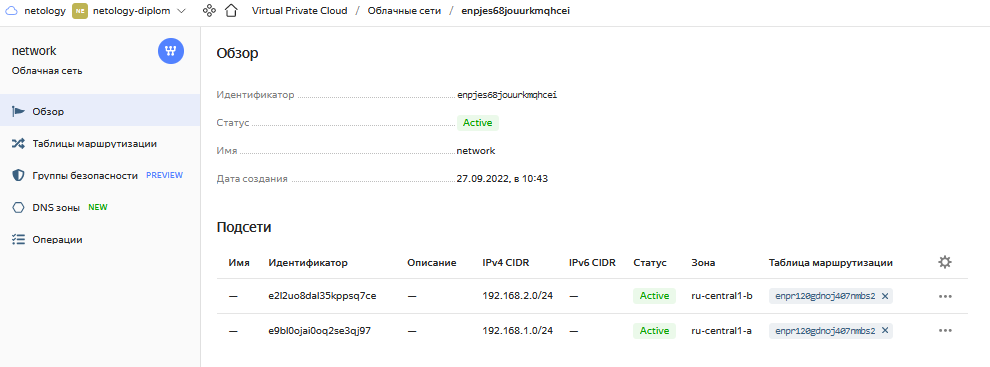 netology NE netology-diplom Virtual Private Cloud / Облачные сети / enpjes68jouurkmqhcei
network
Облачная сеть
Обзор
Таблицы маршрутизации
Группы безопасности PREVIEW
DNS зоны NEW
Операции
Обзор
Идентификатор enpjes68jouurkmqhcei
Статус Active
Имя network
Дата создания 27.09.2022, в 10:43
Подсети
Имя Идентификатор Описание IPv4 CIDR IPv6 CIDR Статус Зона Таблица маршрутизации
— e2l2uo8dal35kppsq7ce — 192.168.2.0/24 — Active ru-central1-b enpr120gdnoj407nmbs2 ×
— e9bl0ojai0oq2se3qj97 — 192.168.1.0/24 — Active ru-central1-a enpr120gdnoj407nmbs2 ×